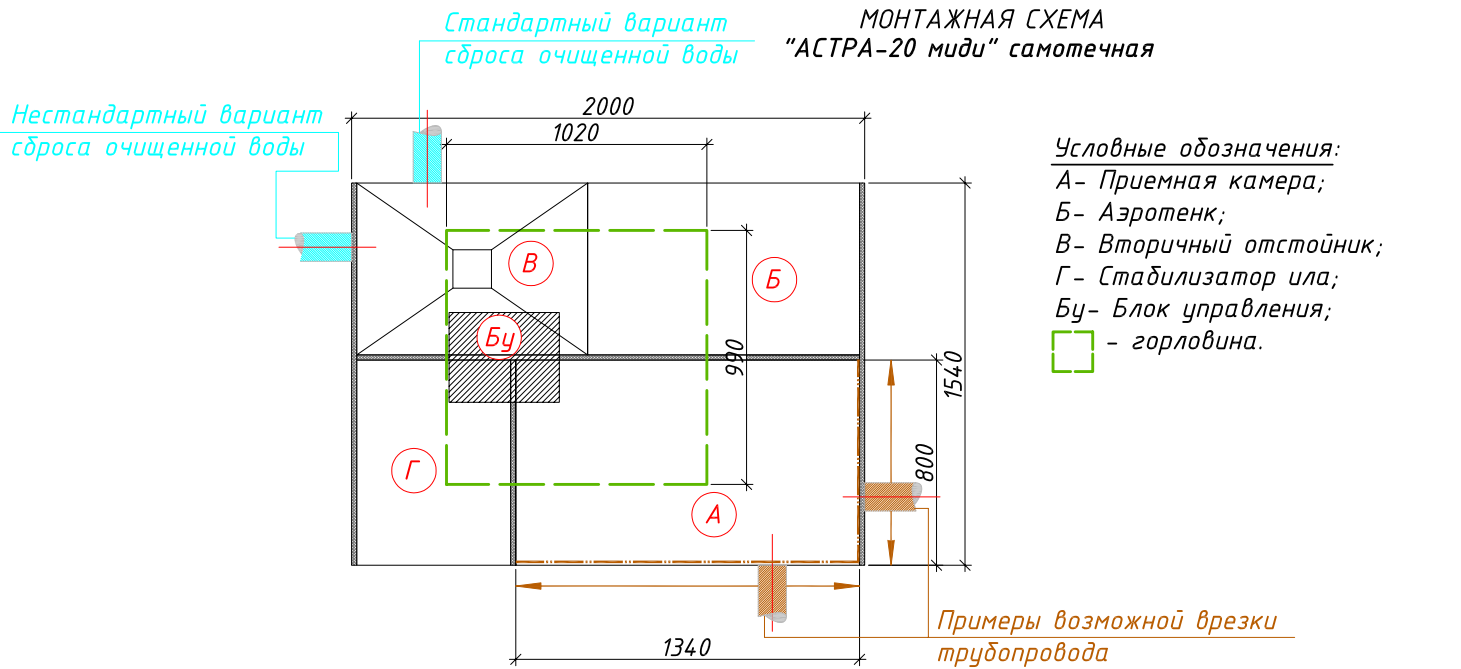 Стандартный вариант
сброса очищенной воды
МОНТАЖНАЯ СХЕМА
"АСТРА-20 миди" самотечная
Нестандартный вариант
сброса очищенной воды
2000
1020
Условные обозначения:
А- Приемная камера;
Б- Аэротенк;
В- Вторичный отстойник;
Г- Стабилизатор ила;
Бу- Блок управления;
- горловина.
В
Б
Бу
990
1540
800
Г
А
1340
Примеры возможной врезки
трубопровода